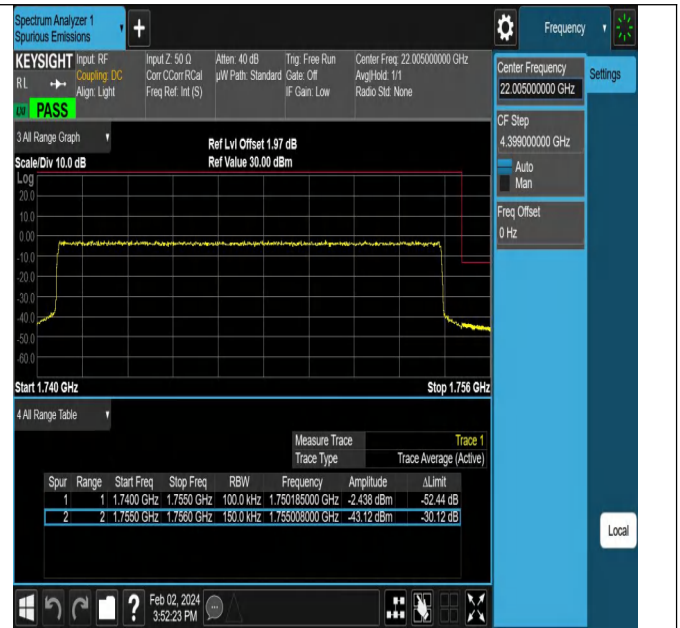 Spectrum Analyzer 1
Spurious Emissions
Frequency
KEYSIGHT Input: RF Input Z: 50 Ω Atten: 40 dB Trig: Free Run Center Freq: 22.005000000 GHz
RL Coupling: DC Corr CCorr RCal µW Path: Standard Gate: Off Avg|Hold: 1/1
Align: Light Freq Ref: Int (S) IF Gain: Low Radio Std: None
PASS
Center Frequency
22.005000000 GHz
Settings
CF Step
4.399000000 GHz
Auto
Man
Freq Offset
0 Hz
3 All Range Graph
Ref Lvl Offset 1.97 dB
Scale/Div 10.0 dB Ref Value 30.00 dBm
Log
20.0
10.0
0.00
-10.0
-20.0
-30.0
-40.0
-50.0
-60.0
Start 1.740 GHz Stop 1.756 GHz
4 All Range Table
Measure Trace Trace 1
Trace Type Trace Average (Active)
Spur Range Start Freq Stop Freq RBW Frequency Amplitude ΔLimit
1 1 1.7400 GHz 1.7550 GHz 100.0 kHz 1.750185000 GHz -2.438 dBm -52.44 dB
2 2 1.7550 GHz 1.7560 GHz 150.0 kHz 1.755008000 GHz -43.12 dBm -30.12 dB
Local
Feb 02, 2024
3:52:23 PM